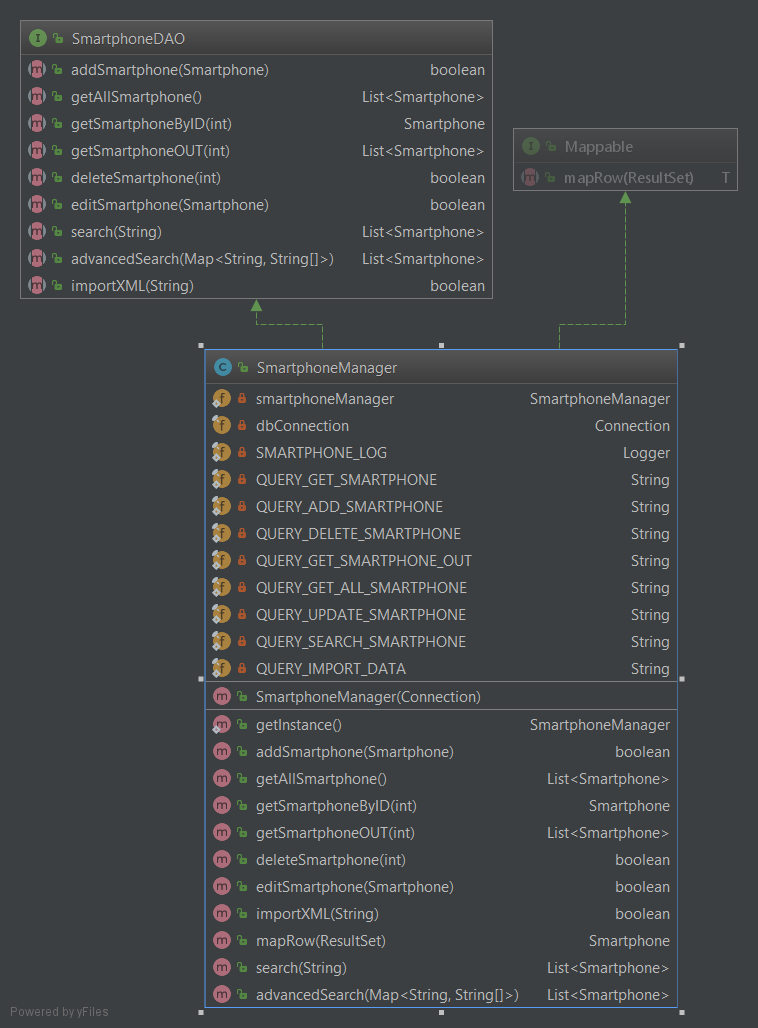 SmartphoneDAO
addSmartphone(Smartphone) boolean
getAllSmartphone() List<Smartphone>
getSmartphoneByID(int) Smartphone
getSmartphoneOUT(int) List<Smartphone>
deleteSmartphone(int) boolean
editSmartphone(Smartphone) boolean
search(String) List<Smartphone>
advancedSearch(Map<String, String[]>) List<Smartphone>
importXML(String) boolean
Mappable
mapRow(ResultSet) T
SmartphoneManager
smartphoneManager SmartphoneManager
dbConnection Connection
SMARTPHONE_LOG Logger
QUERY_GET_SMARTPHONE String
QUERY_ADD_SMARTPHONE String
QUERY_DELETE_SMARTPHONE String
QUERY_GET_SMARTPHONE_OUT String
QUERY_GET_ALL_SMARTPHONE String
QUERY_UPDATE_SMARTPHONE String
QUERY_SEARCH_SMARTPHONE String
QUERY_IMPORT_DATA String
SmartphoneManager(Connection)
getInstance() SmartphoneManager
addSmartphone(Smartphone) boolean
getAllSmartphone() List<Smartphone>
getSmartphoneByID(int) Smartphone
getSmartphoneOUT(int) List<Smartphone>
deleteSmartphone(int) boolean
editSmartphone(Smartphone) boolean
importXML(String) boolean
mapRow(ResultSet) Smartphone
search(String) List<Smartphone>
advancedSearch(Map<String, String[]>) List<Smartphone>
Powered by yFiles